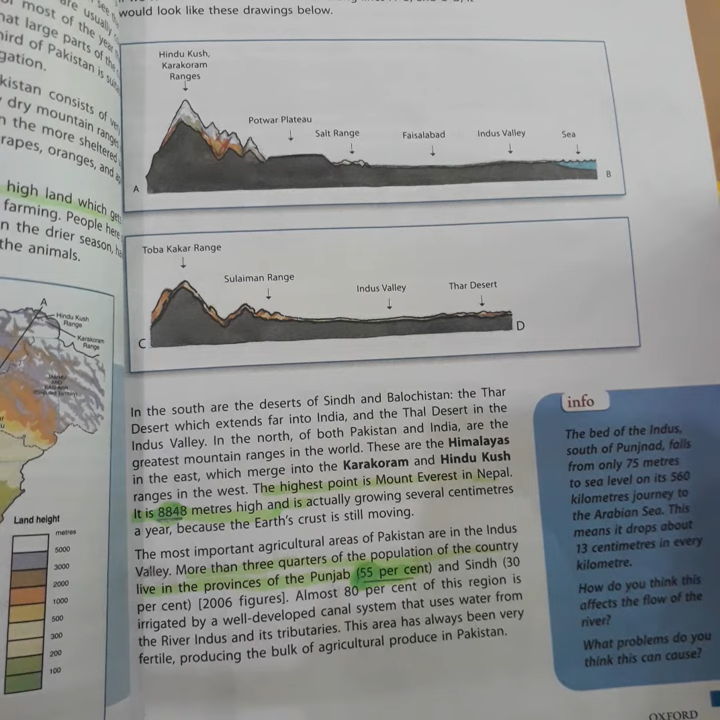 would look like these drawings below.
Hindu Kush,
Karakoram
Ranges
Potwar Plateau
Salt Range
Faisalabad
Indus Valley
Sea
A
B
Toba Kakar Range
Sulaiman Range
Indus Valley
Thar Desert
C
D
most of the year
hat large parts of the
hird of Pakistan is
gation.
kistan consists of
dry mountain ranges
the more sheltered
rapes, oranges, and
high land which
farming. People here
n the drier season,
the animals.
A
Hindu Kush
Range
Karakoram
Range
Land height
metres
5000
3000
2000
1000
500
300
200
100
In the south are the deserts of Sindh and Balochistan: the Thar
Desert which extends far into India, and the Thal Desert in the
Indus Valley. In the north, of both Pakistan and India, are the
greatest mountain ranges in the world. These are the Himalayas
in the east, which merge into the Karakoram and Hindu Kush
ranges in the west. The highest point is Mount Everest in Nepal.
It is 8848 metres high and is actually growing several centimetres
a year, because the Earth's crust is still moving.
The most important agricultural areas of Pakistan are in the Indus
Valley. More than three quarters of the population of the country
live in the provinces of the Punjab (55 per cent) and Sindh (30
per cent) [2006 figures]. Almost 80 per cent of this region is
irrigated by a well-developed canal system that uses water from
the River Indus and its tributaries. This area has always been very
fertile, producing the bulk of agricultural produce in Pakistan.
info
The bed of the Indus,
south of Punjnad, falls
from only 75 metres
to sea level on its 560
kilometres journey to
the Arabian Sea. This
means it drops about
13 centimetres in every
kilometre.
How do you think this
affects the flow of the
river?
What problems do you
think this can cause?
OXFORD